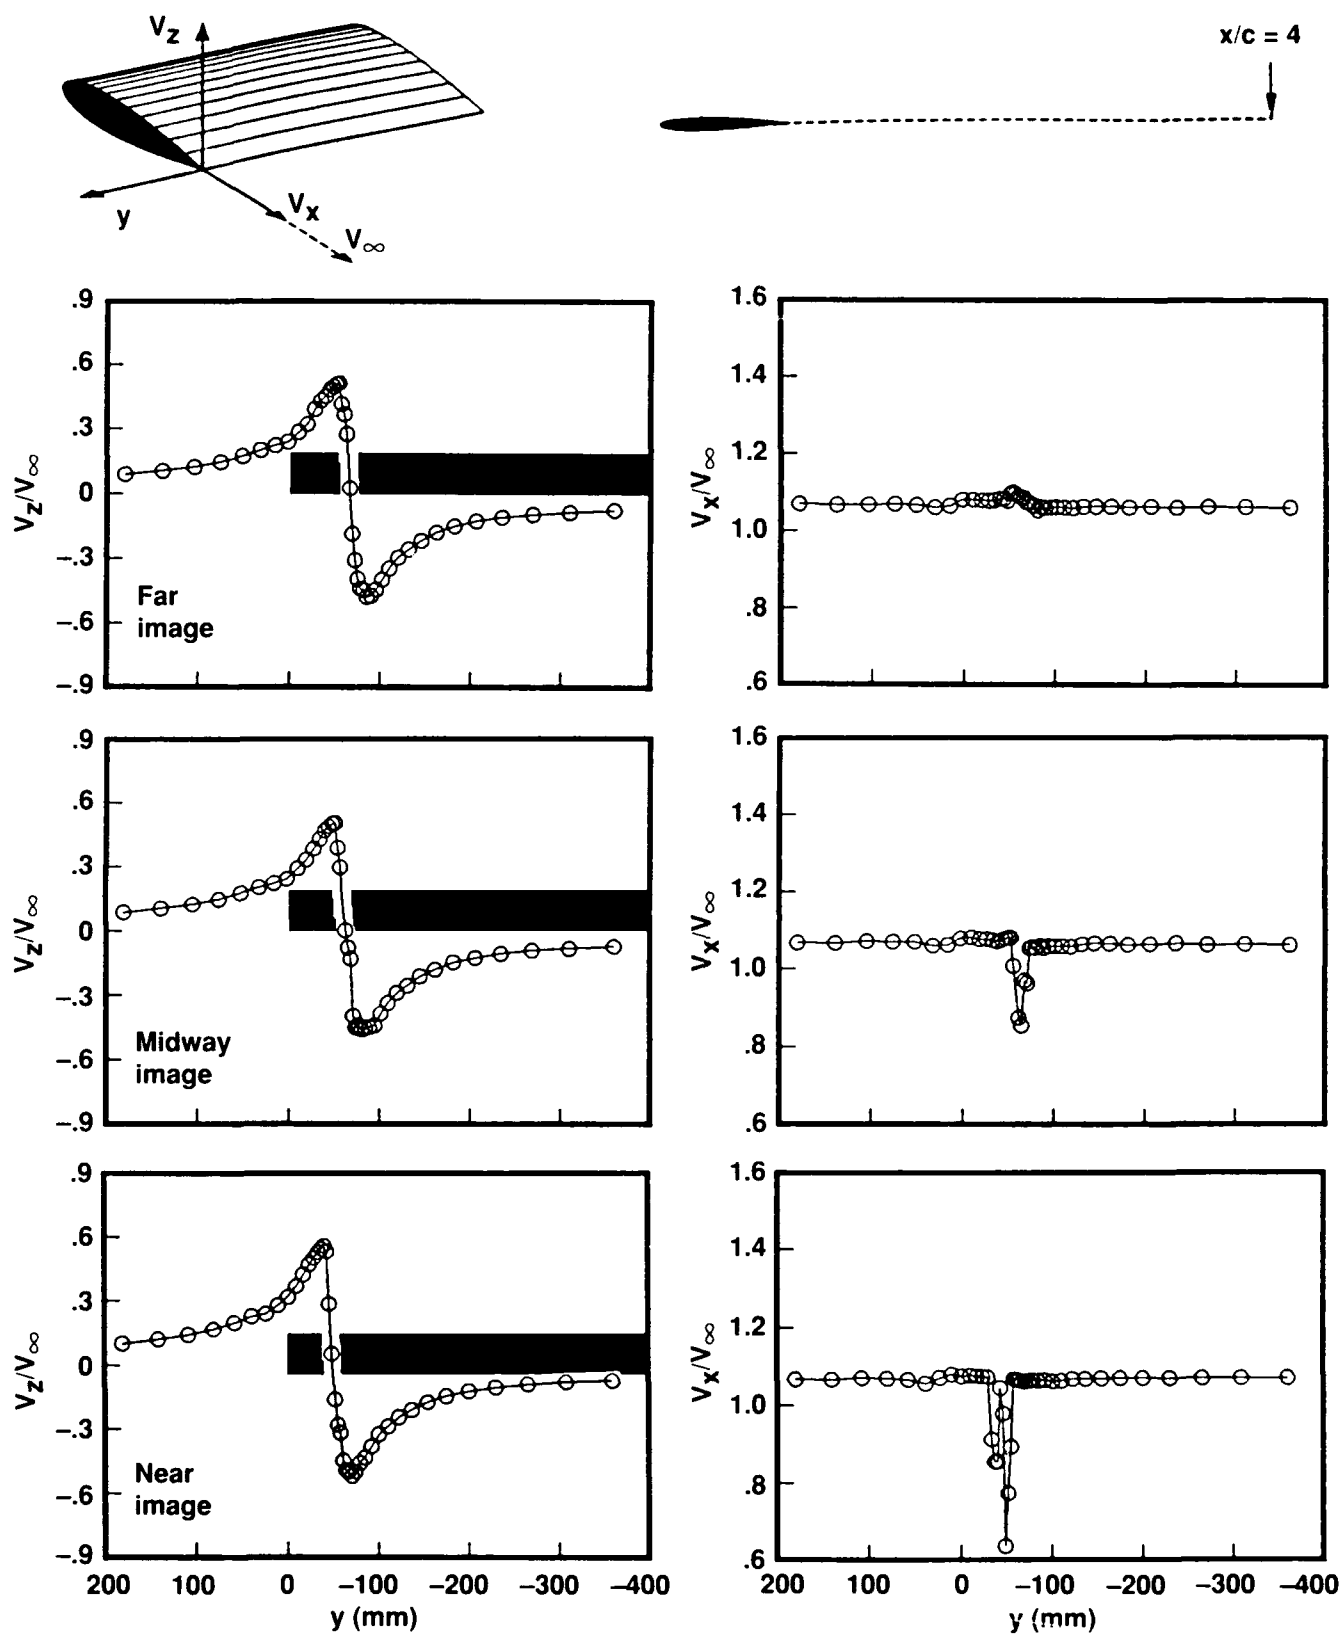 V_z
x/c = 4
y
V_x
V_∞
.9
.6
.3
0
–.3
–.6
–.9
V_z/V_∞
Far
image
1.6
1.4
1.2
1.0
.8
.6
V_x/V_∞
.9
.6
.3
0
–.3
–.6
–.9
V_z/V_∞
Midway
image
1.6
1.4
1.2
1.0
.8
.6
V_x/V_∞
.9
.6
.3
0
–.3
–.6
–.9
V_z/V_∞
Near
image
200 100 0 –100 –200 –300 –400
y (mm)
1.6
1.4
1.2
1.0
.8
.6
V_x/V_∞
200 100 0 –100 –200 –300 –400
y (mm)